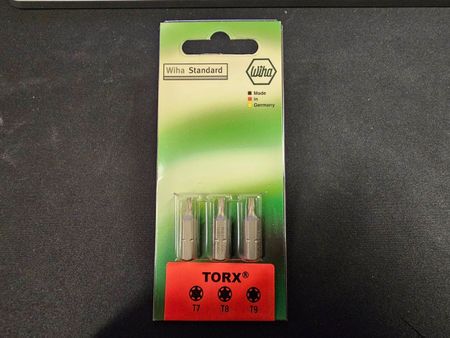 Wiha Standard
Wiha
Made
in
Germany
TORX®
T7 T8 T9